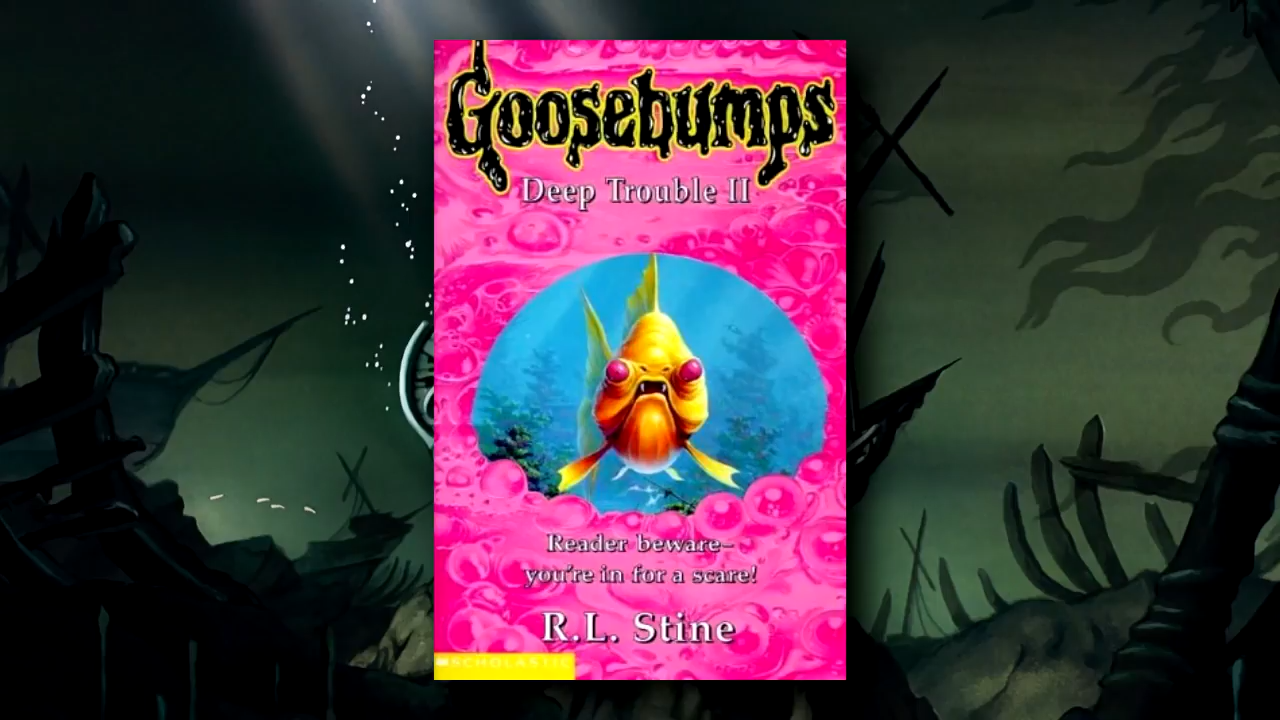 Goosebumps
Deep Trouble II
Reader beware–
you're in for a scare!
R.L. Stine
SCHOLASTIC